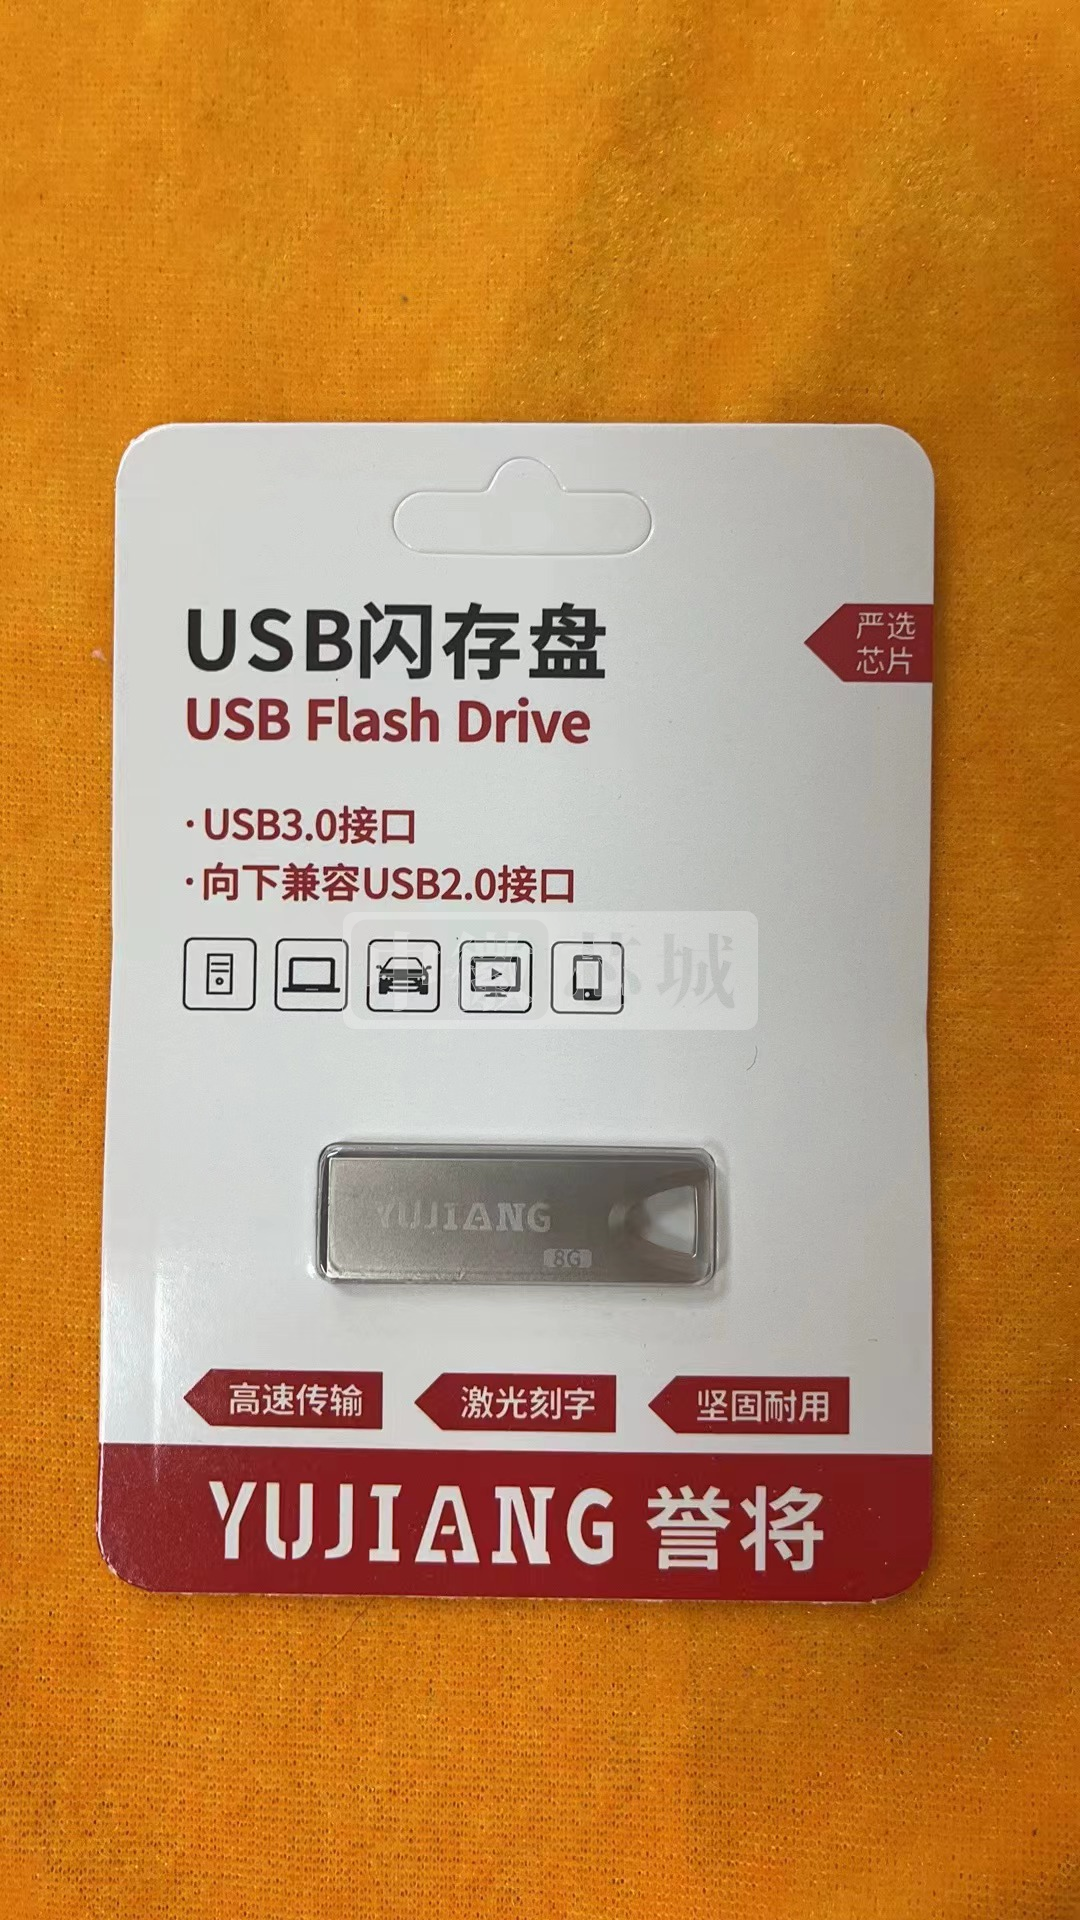 USB闪存盘
严选
芯片
USB Flash Drive
·USB3.0接口
·向下兼容USB2.0接口
芯城
YUJIANG
8G
高速传输
激光刻字
坚固耐用
YUJIANG 誉将